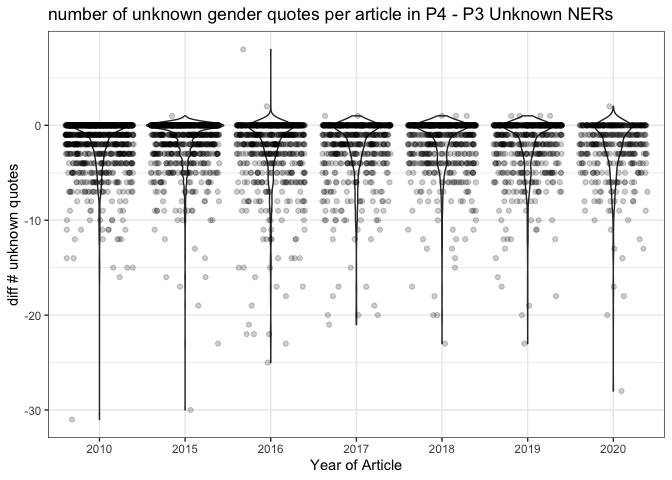 number of unknown gender quotes per article in P4 - P3 Unknown NERs
0
-10
-20
-30
diff # unknown quotes
2010 2015 2016 2017 2018 2019 2020
Year of Article